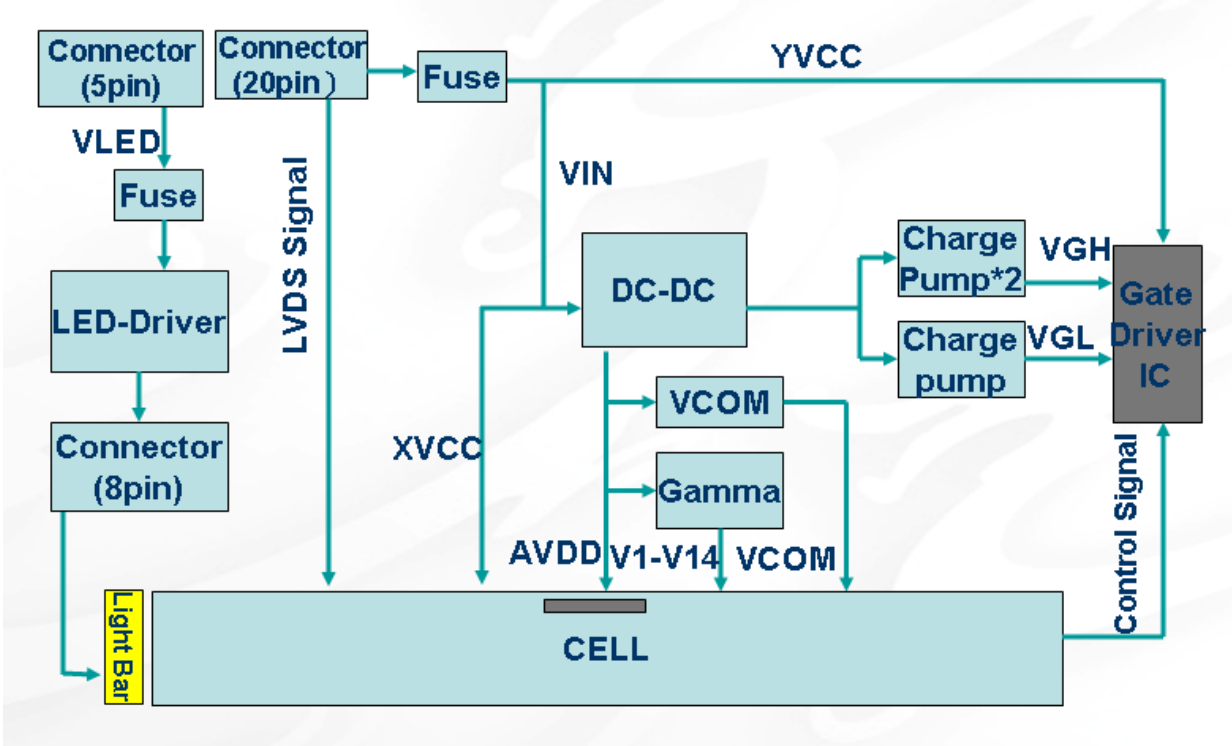 Connector
(5pin)
Connector
(20pin）
Fuse
YVCC
VLED
Fuse
LVDS Signal
VIN
LED-Driver
DC-DC
Charge
Pump*2
VGH
Gate
Driver
IC
Charge
pump
VGL
Connector
(8pin)
XVCC
VCOM
Gamma
AVDD
V1-V14
VCOM
Control Signal
Light Bar
CELL